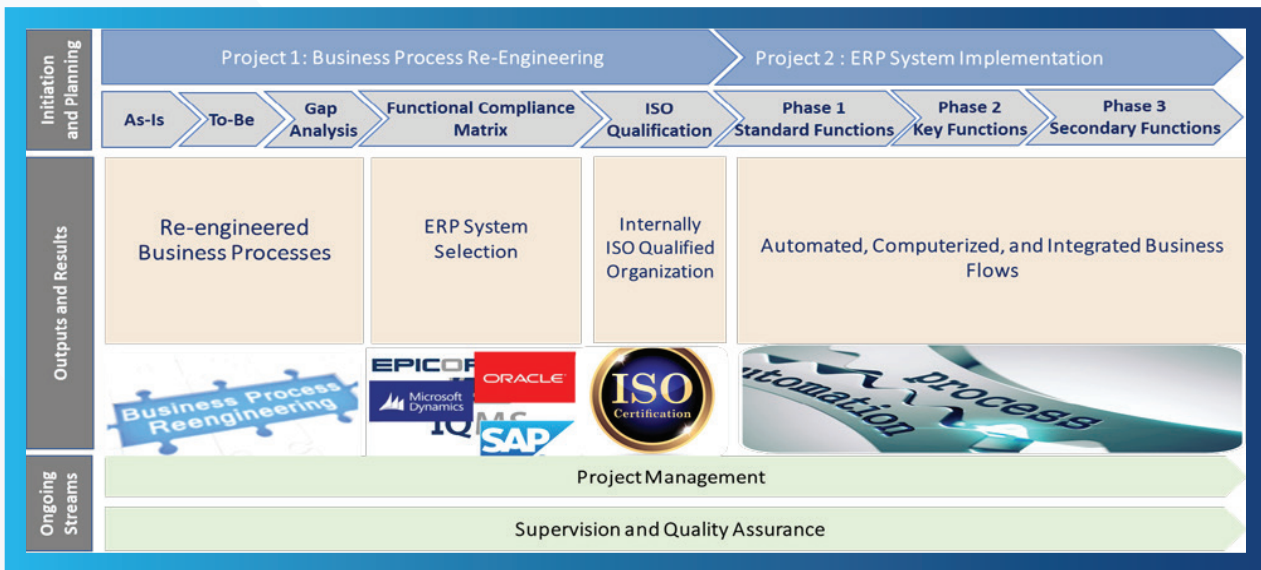 Initiation
and Planning
Project 1: Business Process Re-Engineering
Project 2 : ERP System Implementation
As-Is
To-Be
Gap
Analysis
Functional Compliance
Matrix
ISO
Qualification
Phase 1
Standard Functions
Phase 2
Key Functions
Phase 3
Secondary Functions
Outputs and Results
Re-engineered
Business Processes
ERP System
Selection
Internally
ISO Qualified
Organization
Automated, Computerized, and Integrated Business
Flows
Business Process
Reengineering
EPICOR
ORACLE
Microsoft
Dynamics
SAP
ISO
Certification
process
automation
Ongoing
Streams
Project Management
Supervision and Quality Assurance